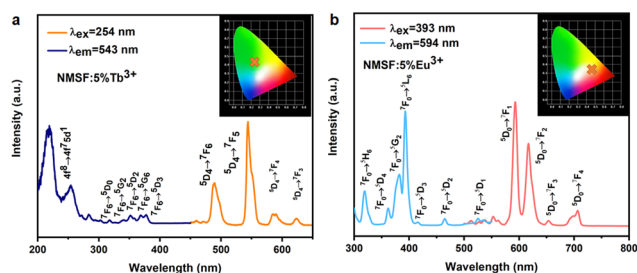 a
λex=254 nm
λem=543 nm
NMSF:5%Tb3+
4f8→4f75d1
7F6→5D0
7F6→5G2
7F6→5D2
7F6→5G6
7F6→5D3
5D4→7F6
5D4→7F5
5D4→7F4
5D4→7F3
Intensity (a.u.)
200 300 400 500 600
Wavelength (nm)
b
λex=393 nm
λem=594 nm
NMSF:5%Eu3+
7F0→5H6
7F0→5D4
7F0→5G2
7F0→5L6
7F0→5D3
7F0→5D2
7F0→5D1
5D0→7F1
5D0→7F2
5D0→7F3
5D0→7F4
Intensity (a.u.)
300 400 500 600 700 800
Wavelength (nm)